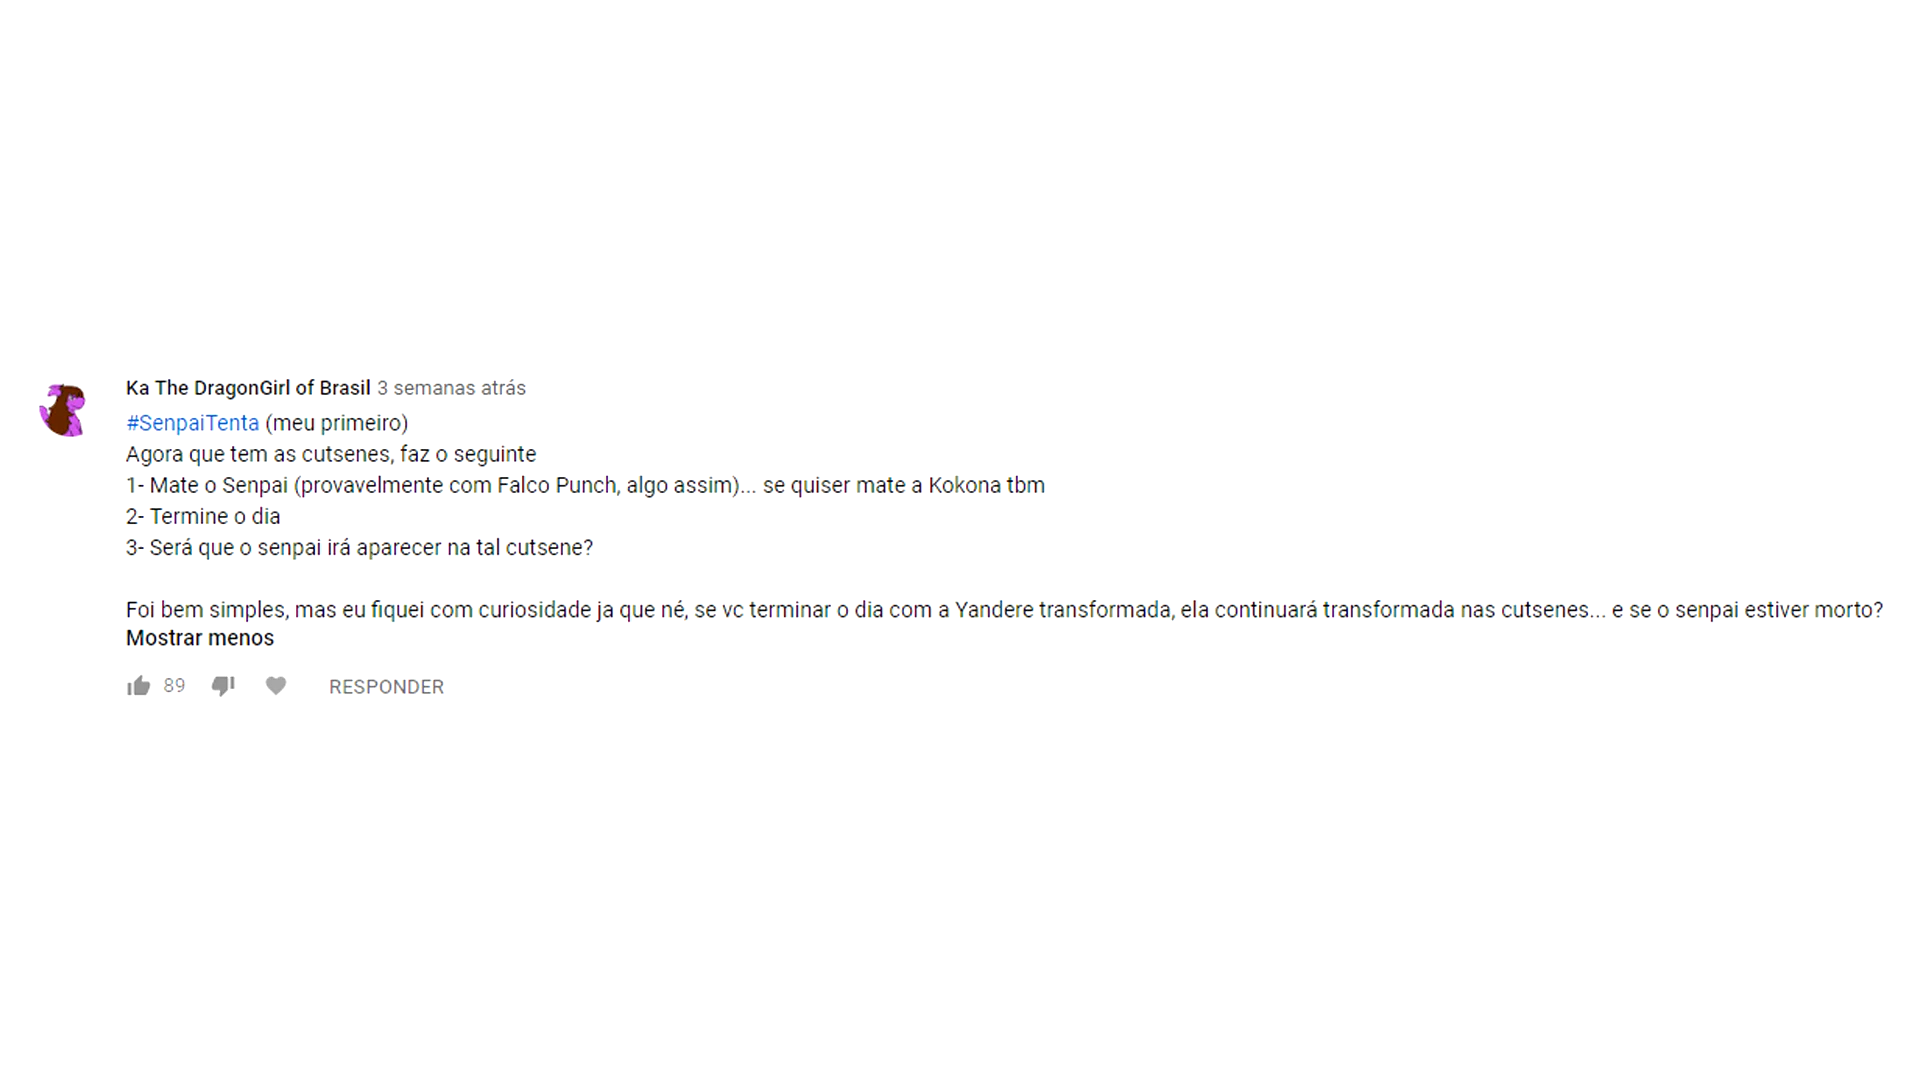 Ka The DragonGirl of Brasil 3 semanas atrás
#SenpaiTenta (meu primeiro)
Agora que tem as cutsenes, faz o seguinte
1- Mate o Senpai (provavelmente com Falco Punch, algo assim)... se quiser mate a Kokona tbm
2- Termine o dia
3- Será que o senpai irá aparecer na tal cutsene?
Foi bem simples, mas eu fiquei com curiosidade ja que né, se vc terminar o dia com a Yandere transformada, ela continuará transformada nas cutsenes... e se o senpai estiver morto?
Mostrar menos
89 RESPONDER